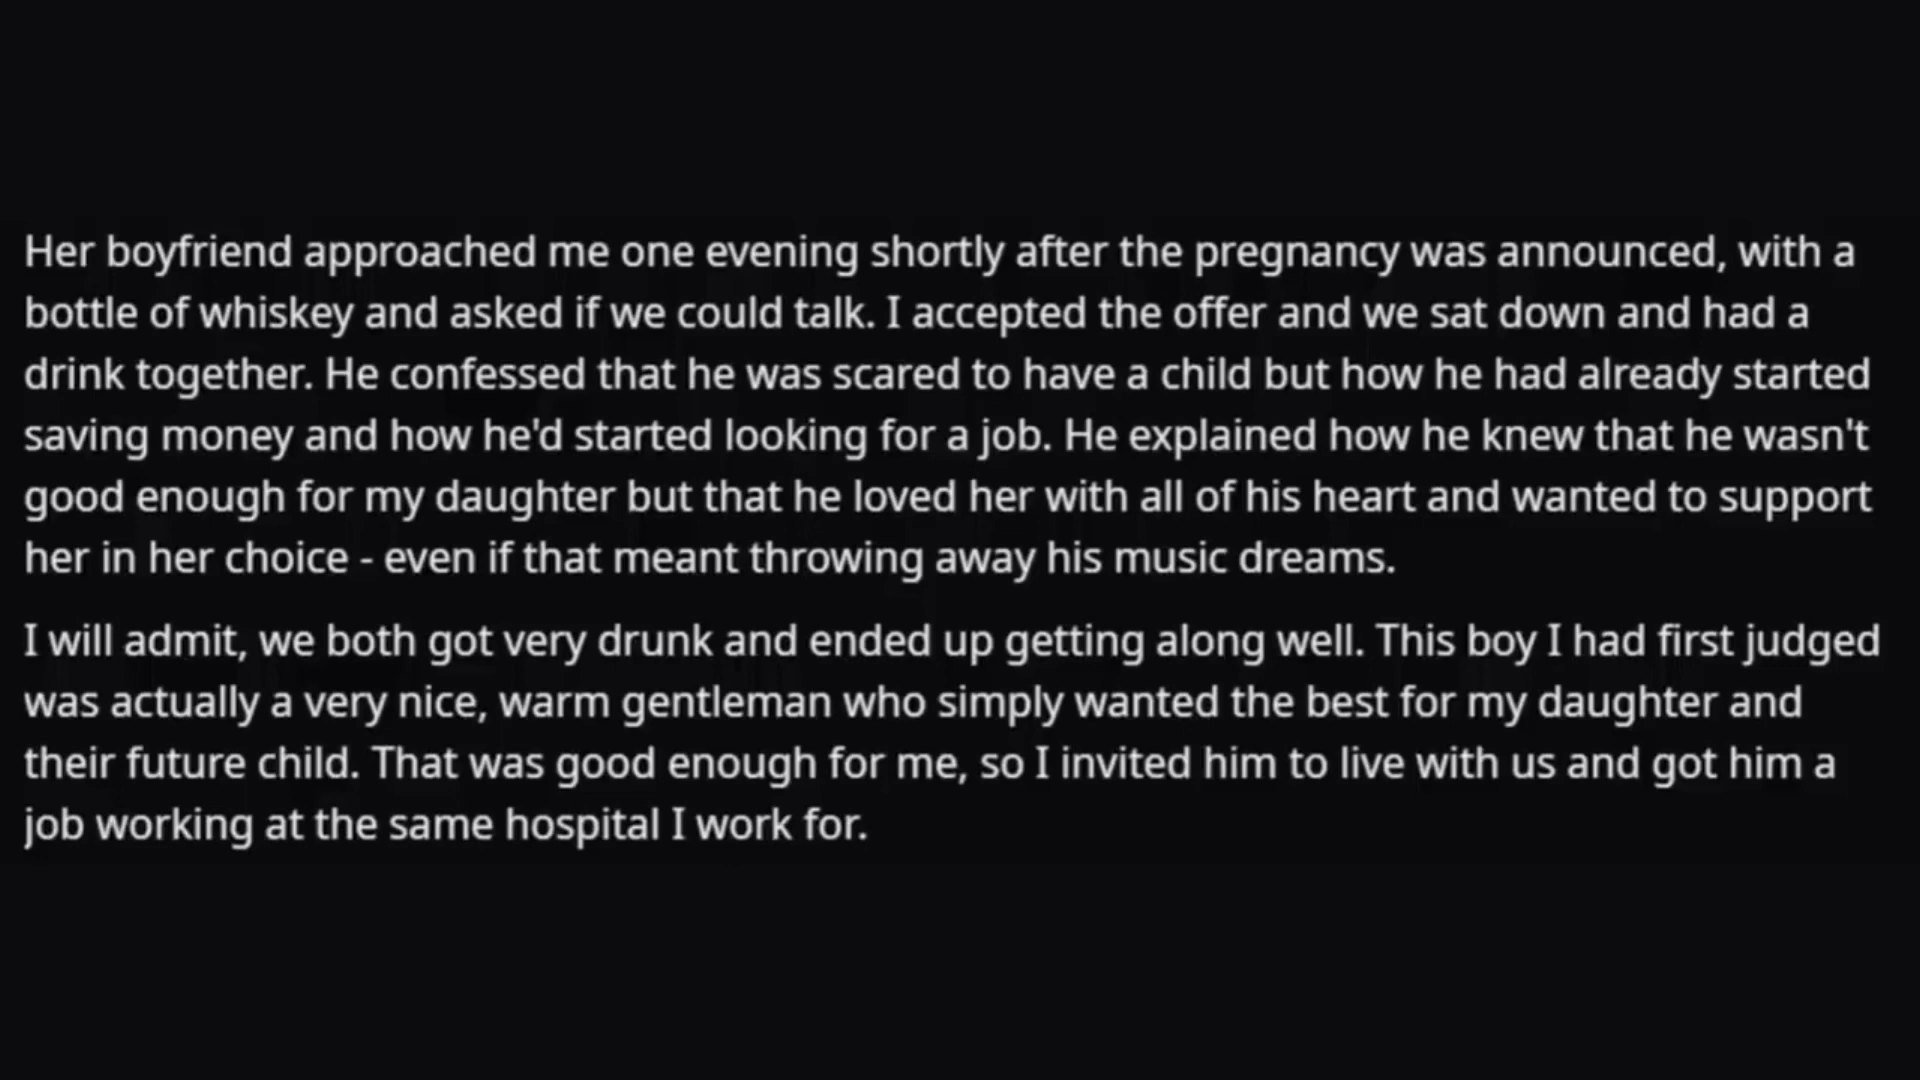 Her boyfriend approached me one evening shortly after the pregnancy was announced, with a
bottle of whiskey and asked if we could talk. I accepted the offer and we sat down and had a
drink together. He confessed that he was scared to have a child but how he had already started
saving money and how he'd started looking for a job. He explained how he knew that he wasn't
good enough for my daughter but that he loved her with all of his heart and wanted to support
her in her choice - even if that meant throwing away his music dreams.
I will admit, we both got very drunk and ended up getting along well. This boy I had first judged
was actually a very nice, warm gentleman who simply wanted the best for my daughter and
their future child. That was good enough for me, so I invited him to live with us and got him a
job working at the same hospital I work for.